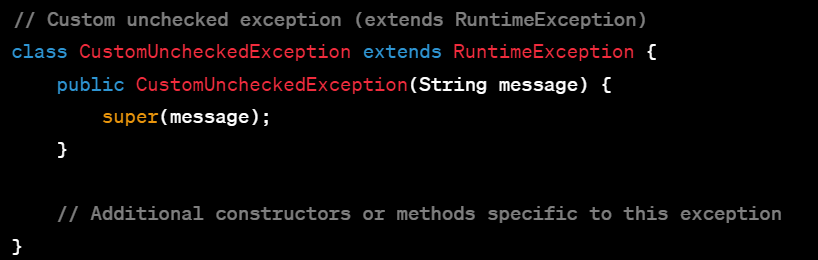 // Custom unchecked exception (extends RuntimeException)
class CustomUncheckedException extends RuntimeException {
    public CustomUncheckedException(String message) {
        super(message);
    }

    // Additional constructors or methods specific to this exception
}